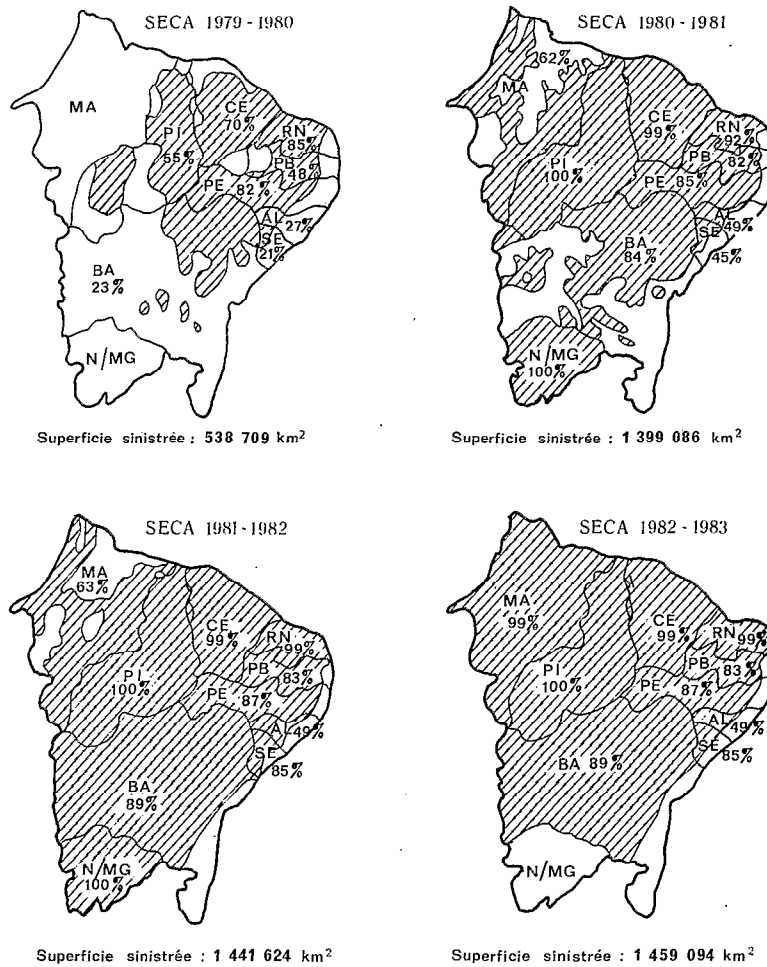 SECA 1979-1980
MA
CE
70%
PI
55%
RN
85%
PB
48%
PE 82%
AL 27%
SE
21%
BA
23%
N/MG
Superficie sinistrée : 538 709 km²
SECA 1980-1981
62%
MA
CE
99%
RN
92%
PB
82%
PI
100%
PE 85%
AL
49%
SE
45%
BA
84%
N/MG
100%
Superficie sinistrée : 1 399 086 km²
SECA 1981-1982
MA
63%
CE
99%
RN
99%
PB
83%
PI
100%
PE
87%
AL
49%
SE
85%
BA
89%
N/MG
100%
Superficie sinistrée : 1 441 624 km²
SECA 1982-1983
MA
99%
CE
99%
RN
99%
PB
83%
PI
100%
PE
87%
AL
49%
SE
85%
BA 89%
N/MG
Superficie sinistrée : 1 459 094 km²